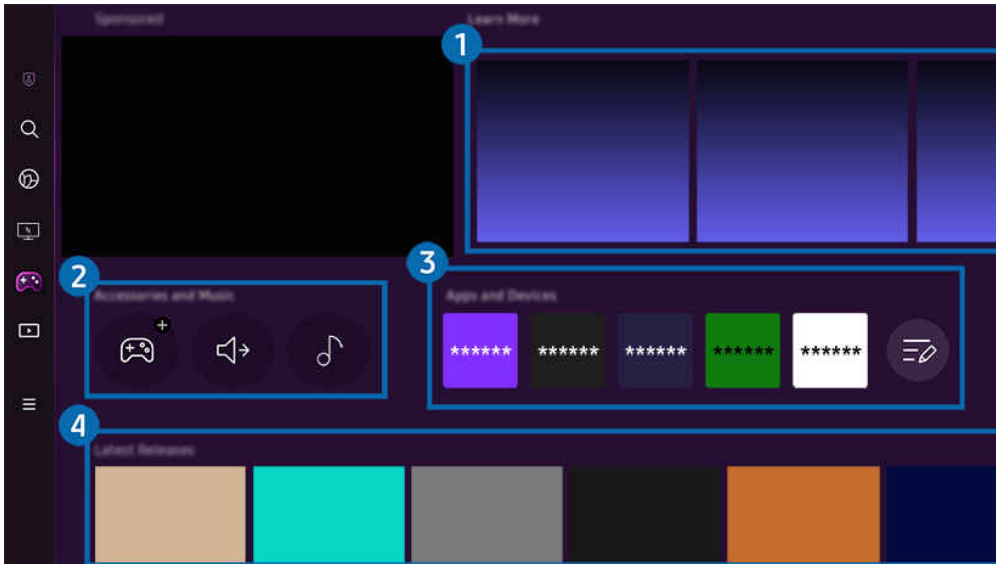 Sponsored
Learn More
1
2
3
Accessories and Music
Apps and Devices
****** ****** ****** ****** ******
4
Latest Releases